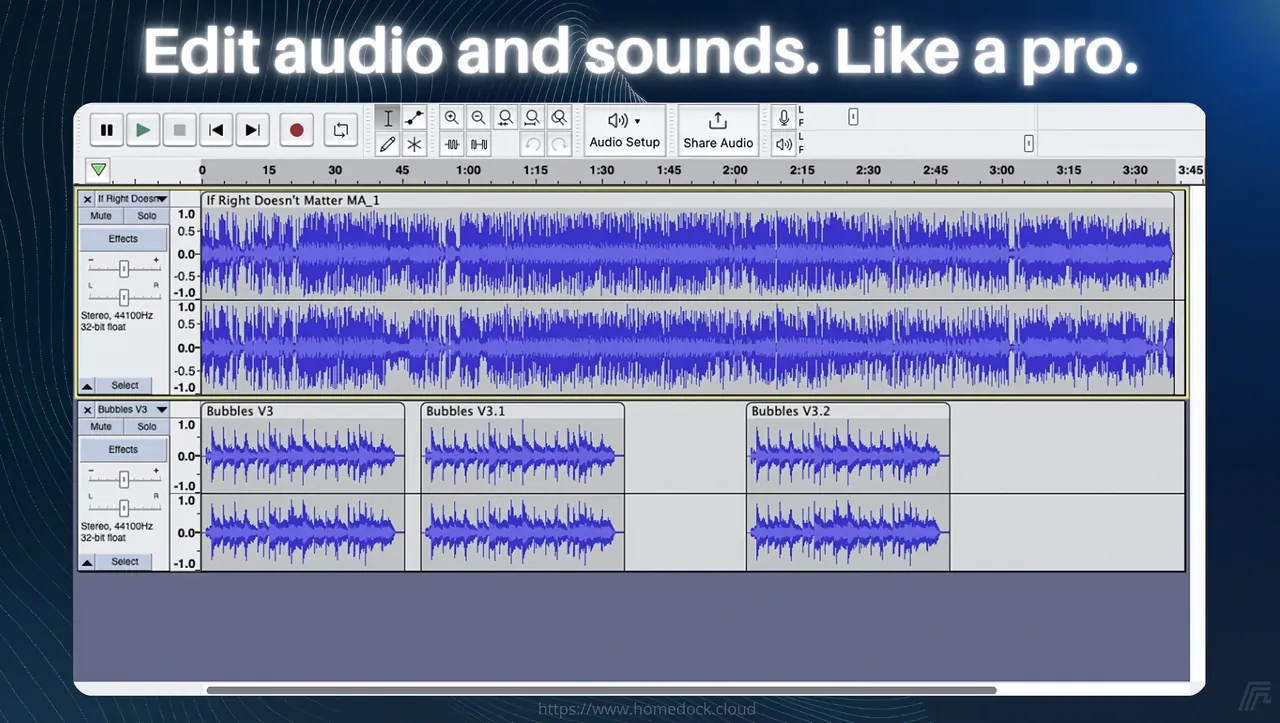 Edit audio and sounds. Like a pro.
Audio Setup
Share Audio
L
F
L
F
0 15 30 45 1:00 1:15 1:30 1:45 2:00 2:15 2:30 2:45 3:00 3:15 3:30 3:45
If Right Doesn
If Right Doesn't Matter MA_1
Mute Solo
Effects
- +
L R
Stereo, 44100Hz
32-bit float
Select
1.0
0.5
0.0
-0.5
-1.0
1.0
0.5
0.0
-0.5
-1.0
Bubbles V3
Bubbles V3 Bubbles V3.1 Bubbles V3.2
Mute Solo
Effects
- +
L R
Stereo, 44100Hz
32-bit float
Select
1.0
0.0
-1.0
1.0
0.0
-1.0
https://www.homedock.cloud